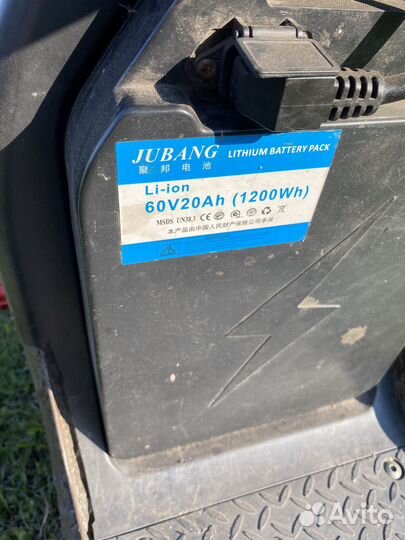 JUBANG LITHIUM BATTERY PACK
聚邦电池
Li-ion
60V20Ah (1200Wh)
MSDS UN38.3 CE
本产品由中国人民财产保险公司承保
Avito